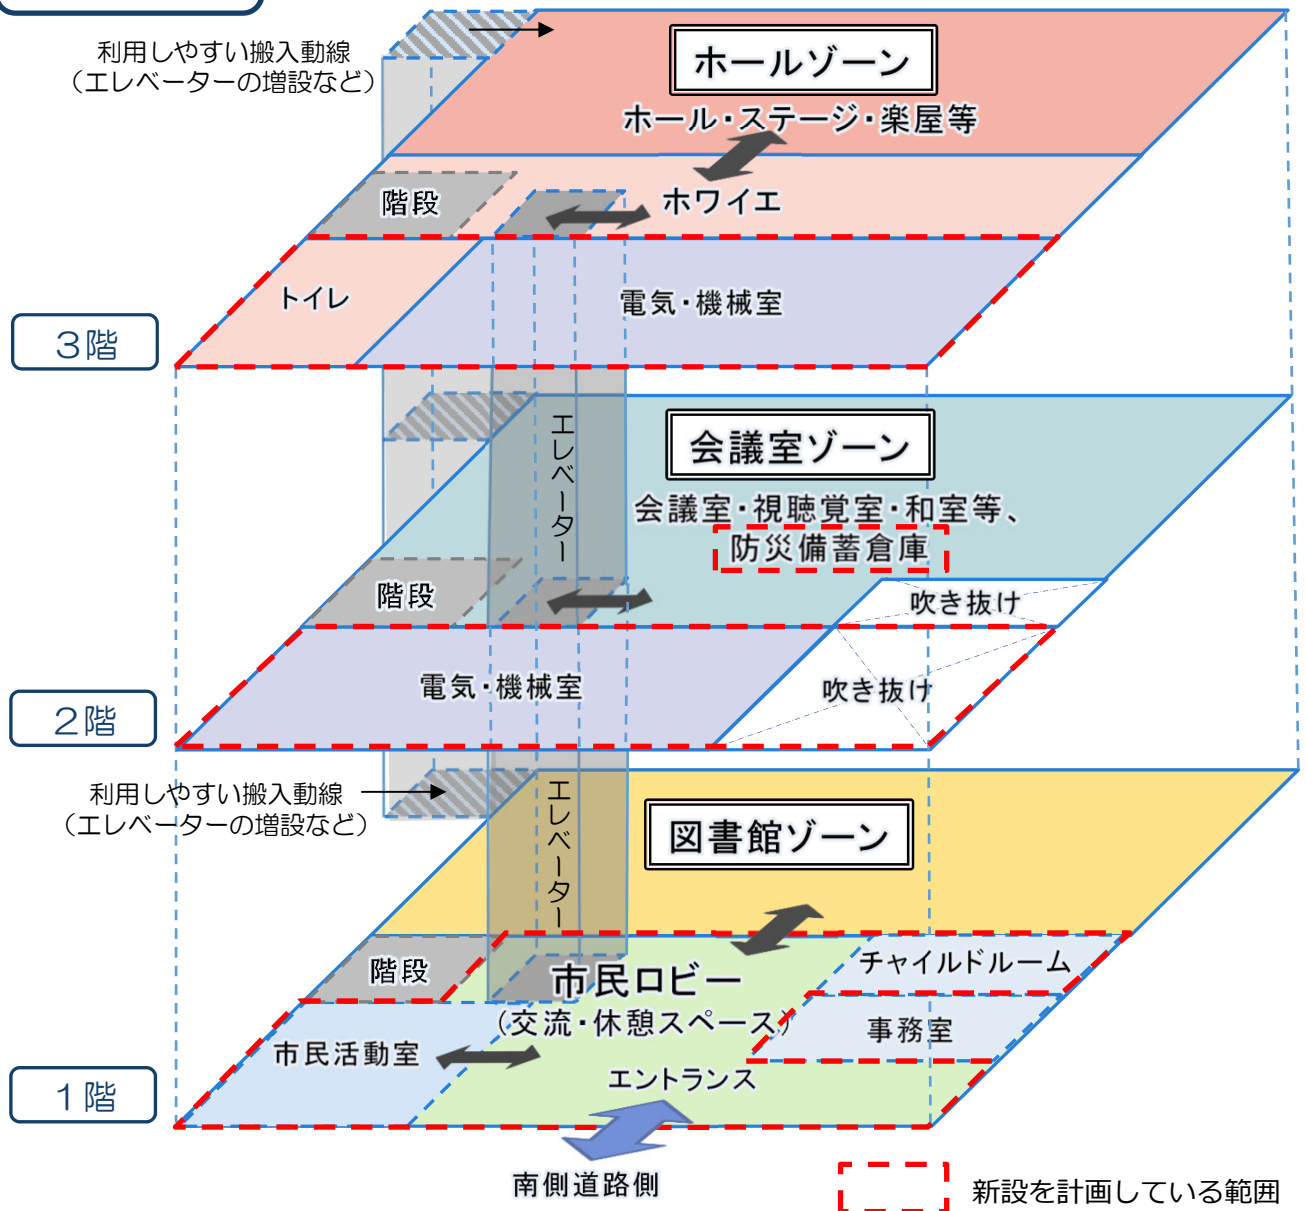 利用しやすい搬入動線
（エレベーターの増設など）
ホールゾーン
ホール・ステージ・楽屋等
階段
ホワイエ
トイレ
電気・機械室
3階
エレベーター
会議室ゾーン
会議室・視聴覚室・和室等、
防災備蓄倉庫
階段
吹き抜け
電気・機械室
吹き抜け
2階
利用しやすい搬入動線
（エレベーターの増設など）
エレベーター
図書館ゾーン
階段
市民ロビー
（交流・休憩スペース）
チャイルドルーム
事務室
市民活動室
エントランス
1階
南側道路側
新設を計画している範囲